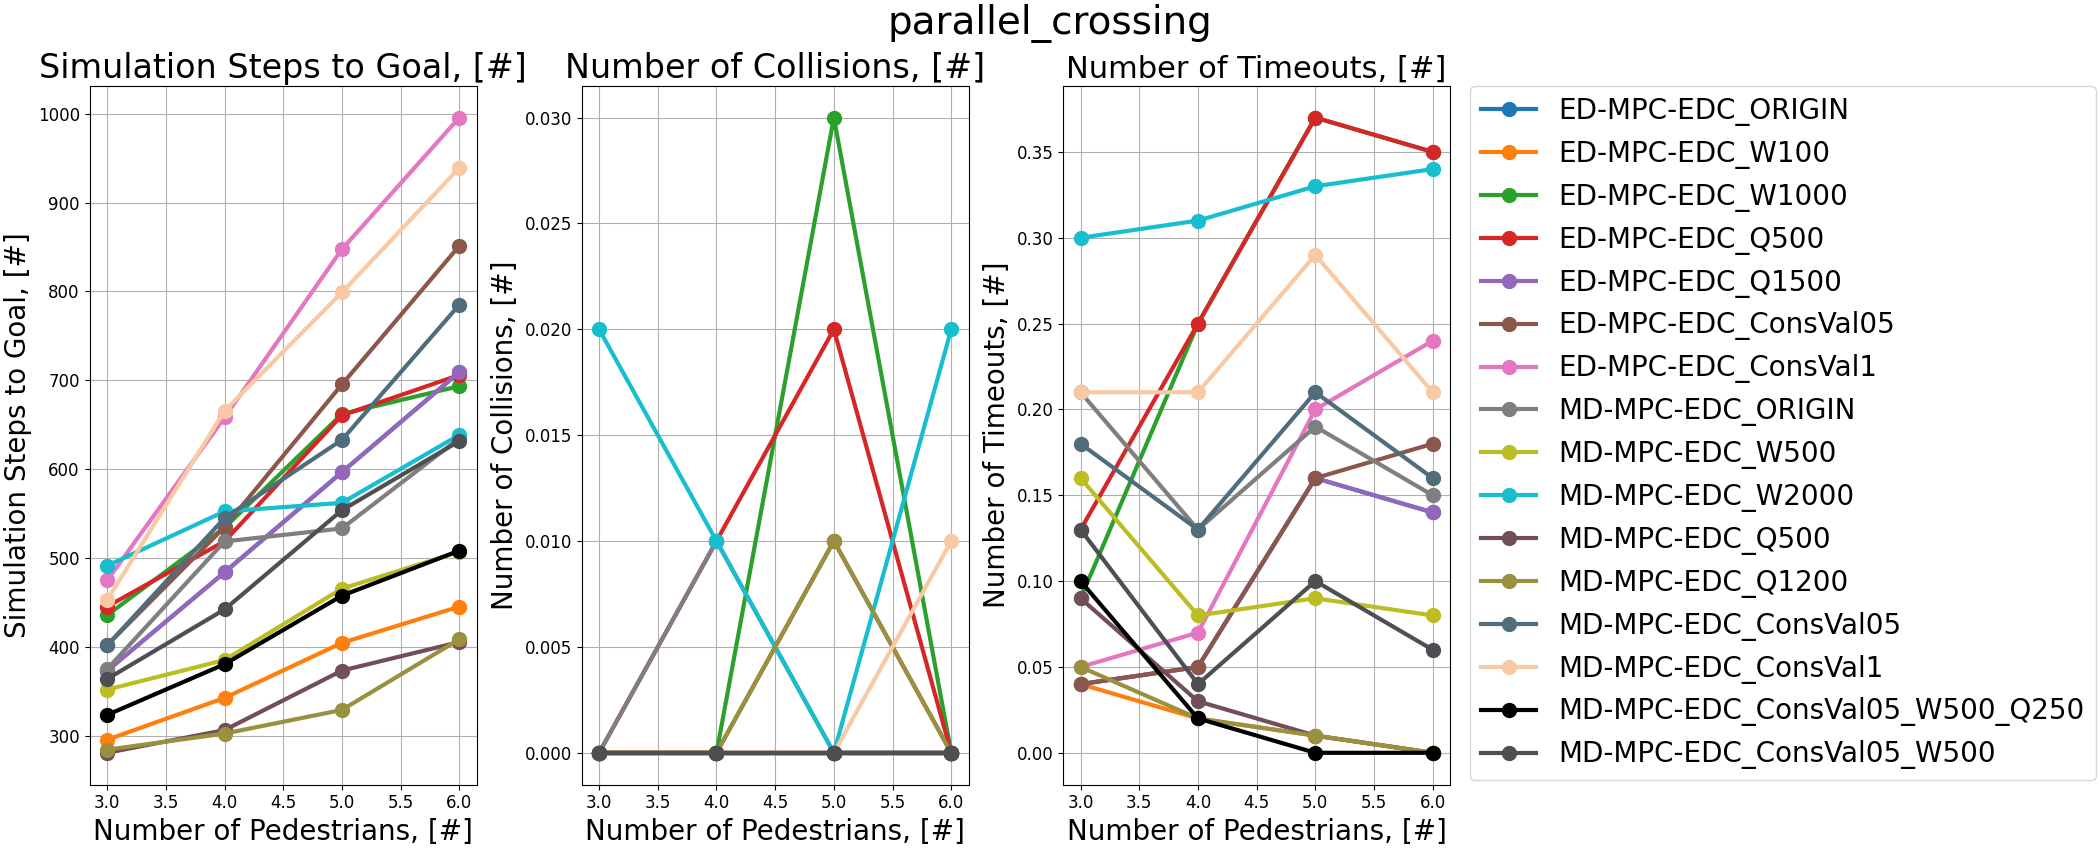 parallel_crossing
Simulation Steps to Goal, [#]
Simulation Steps to Goal, [#]
1000
900
800
700
600
500
400
300
3.0 3.5 4.0 4.5 5.0 5.5 6.0
Number of Pedestrians, [#]
Number of Collisions, [#]
Number of Collisions, [#]
0.030
0.025
0.020
0.015
0.010
0.005
0.000
3.0 3.5 4.0 4.5 5.0 5.5 6.0
Number of Pedestrians, [#]
Number of Timeouts, [#]
Number of Timeouts, [#]
0.35
0.30
0.25
0.20
0.15
0.10
0.05
0.00
3.0 3.5 4.0 4.5 5.0 5.5 6.0
Number of Pedestrians, [#]
ED-MPC-EDC_ORIGIN
ED-MPC-EDC_W100
ED-MPC-EDC_W1000
ED-MPC-EDC_Q500
ED-MPC-EDC_Q1500
ED-MPC-EDC_ConsVal05
ED-MPC-EDC_ConsVal1
MD-MPC-EDC_ORIGIN
MD-MPC-EDC_W500
MD-MPC-EDC_W2000
MD-MPC-EDC_Q500
MD-MPC-EDC_Q1200
MD-MPC-EDC_ConsVal05
MD-MPC-EDC_ConsVal1
MD-MPC-EDC_ConsVal05_W500_Q250
MD-MPC-EDC_ConsVal05_W500